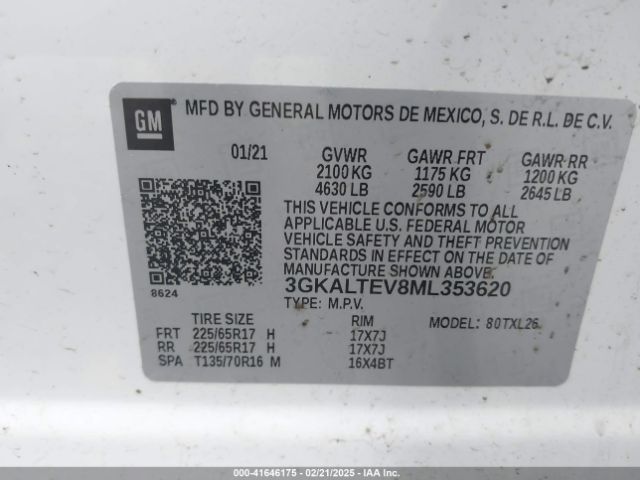 GM
MFD BY GENERAL MOTORS DE MEXICO, S. DE R.L. DE C.V.
01/21 GVWR GAWR FRT GAWR RR
2100 KG 1175 KG 1200 KG
4630 LB 2590 LB 2645 LB
THIS VEHICLE CONFORMS TO ALL
APPLICABLE U.S. FEDERAL MOTOR
VEHICLE SAFETY AND THEFT PREVENTION
STANDARDS IN EFFECT ON THE DATE OF
MANUFACTURE SHOWN ABOVE.
8624
3GKALTEV8ML353620
TYPE: M.P.V.
TIRE SIZE RIM MODEL: 80TXL26
FRT 225/65R17 H 17X7J
RR 225/65R17 H 17X7J
SPA T135/70R16 M 16X4BT
000-41646175 - 02/21/2025 - IAA Inc.